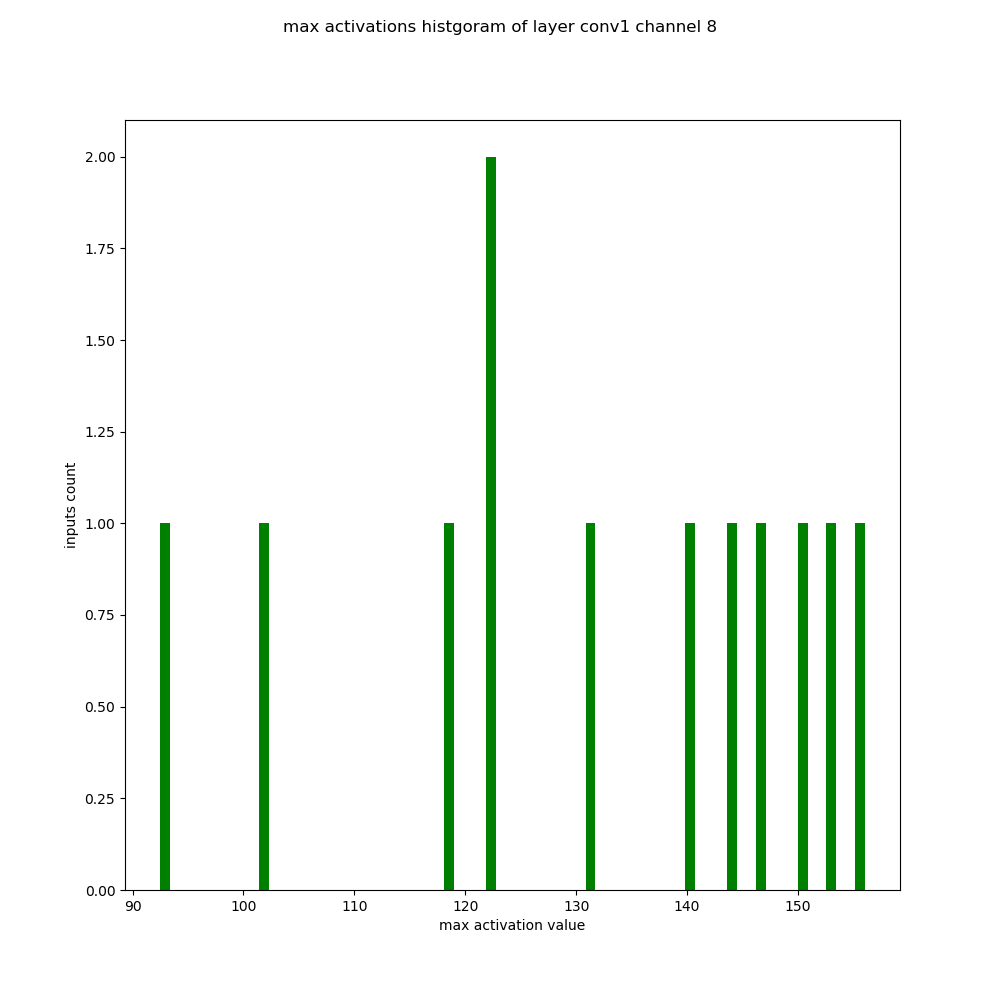 max activations histgoram of layer conv1 channel 8
2.00
1.75
1.50
1.25
1.00
0.75
0.50
0.25
0.00
inputs count
90 100 110 120 130 140 150
max activation value